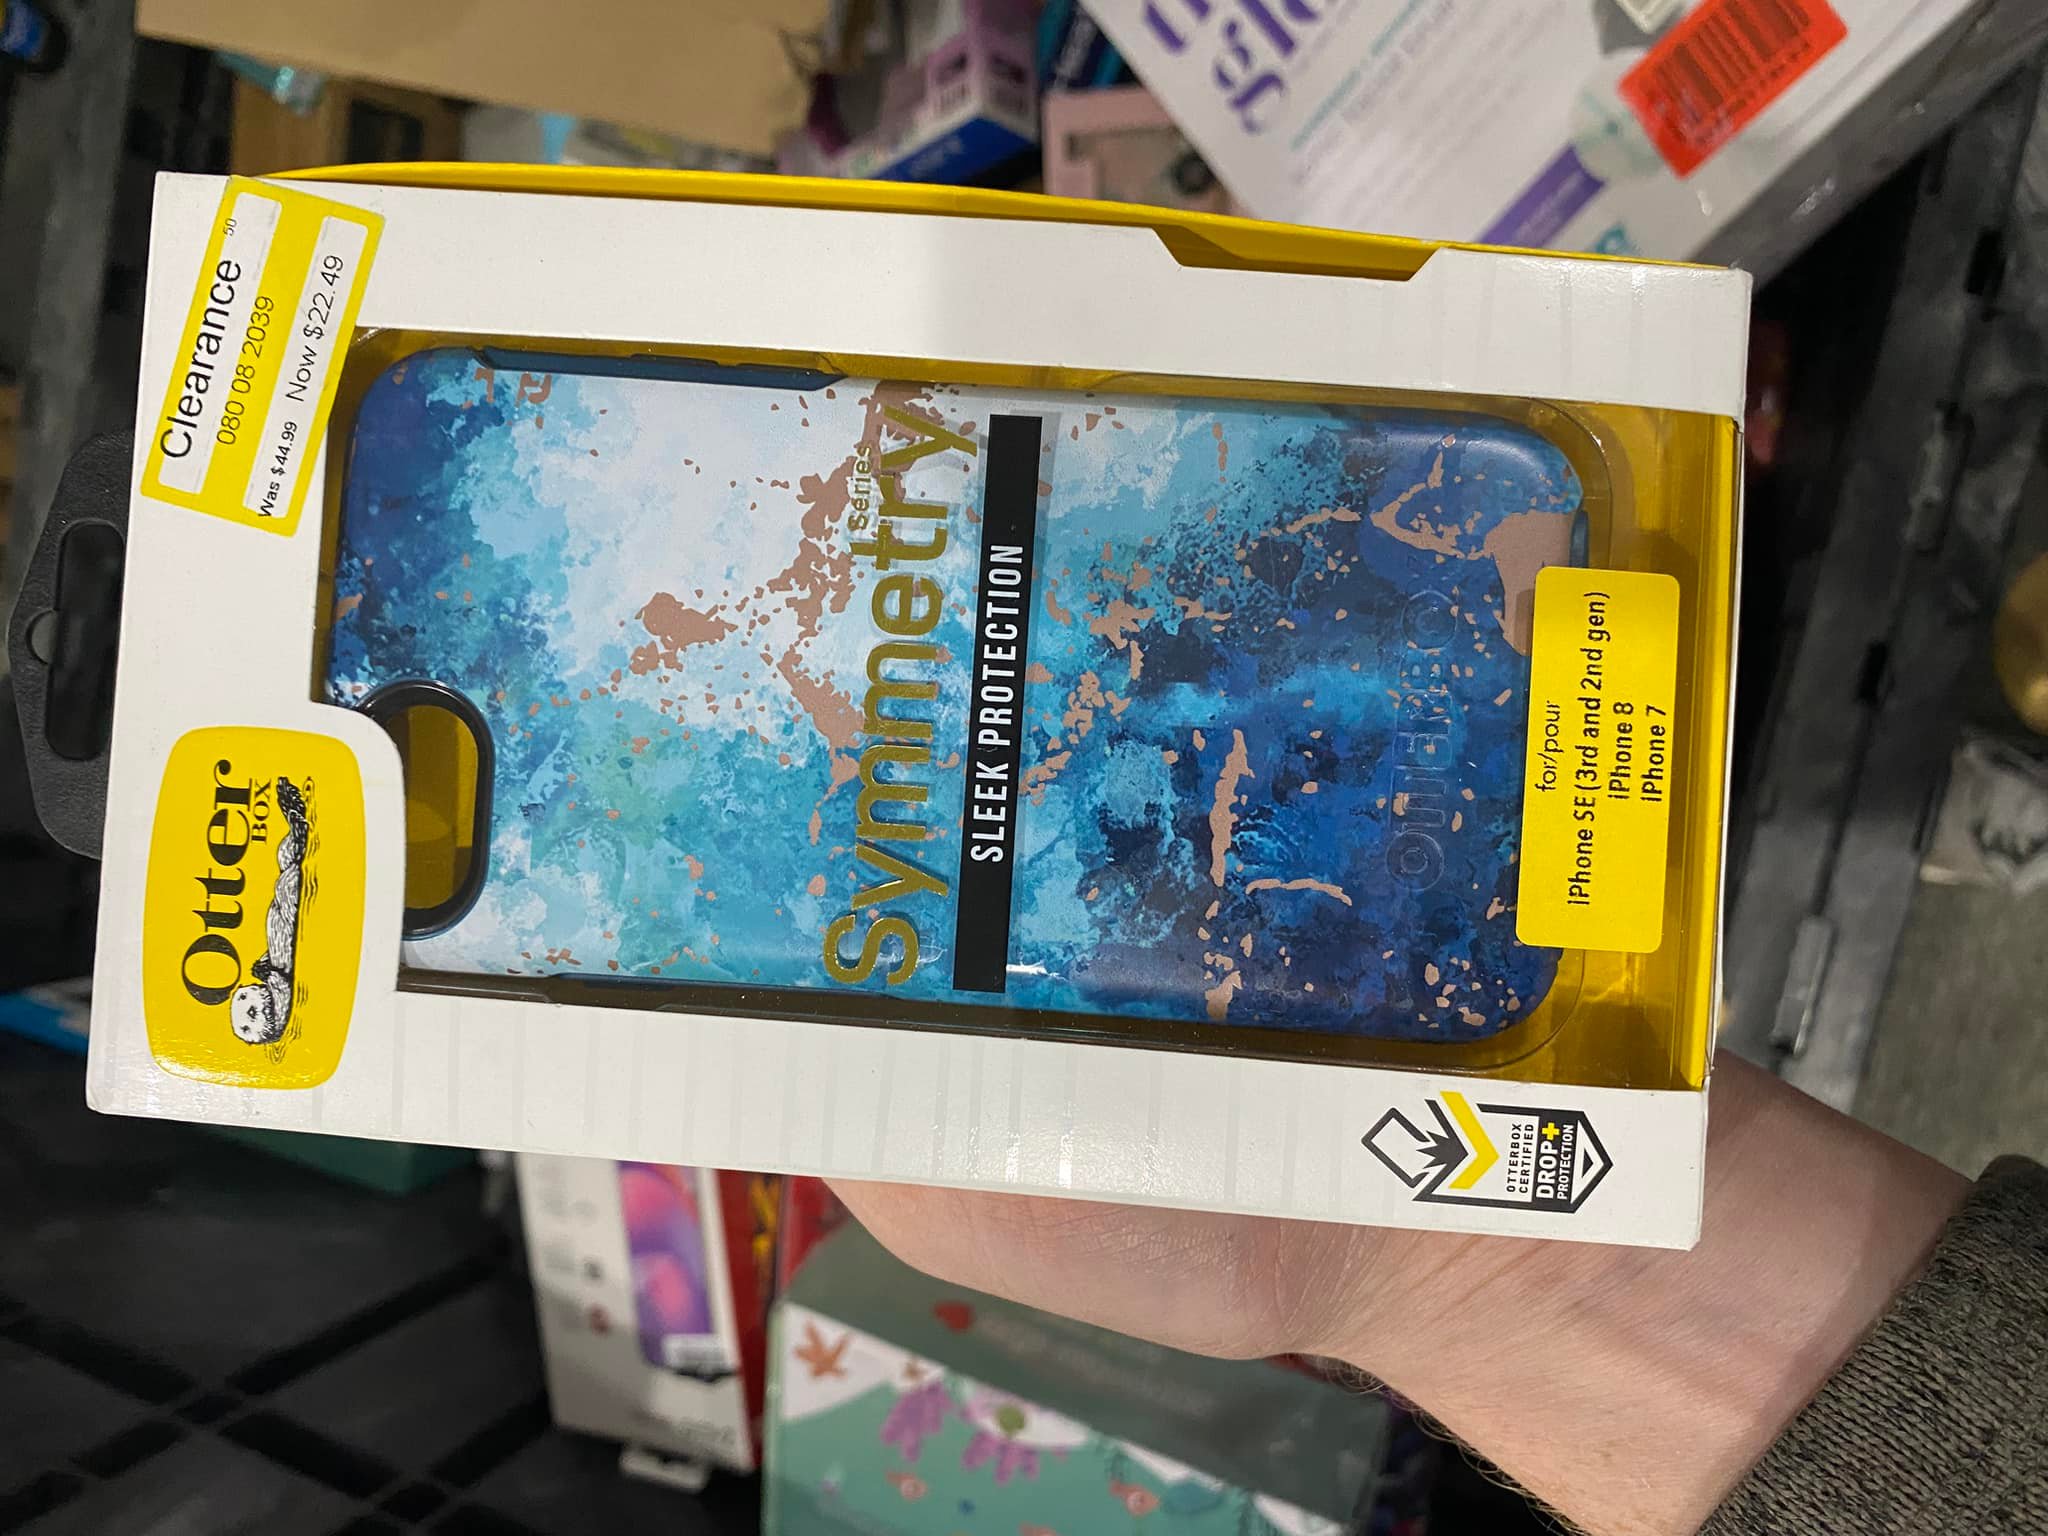 Clearance 50
080 08 2039
Was $44.99 Now $22.49
Otter
BOX
Symmetry Series
SLEEK PROTECTION
OTTERBOX
for/pour
iPhone SE (3rd and 2nd gen)
iPhone 8
iPhone 7
OTTERBOX
CERTIFIED
DROP+
PROTECTION